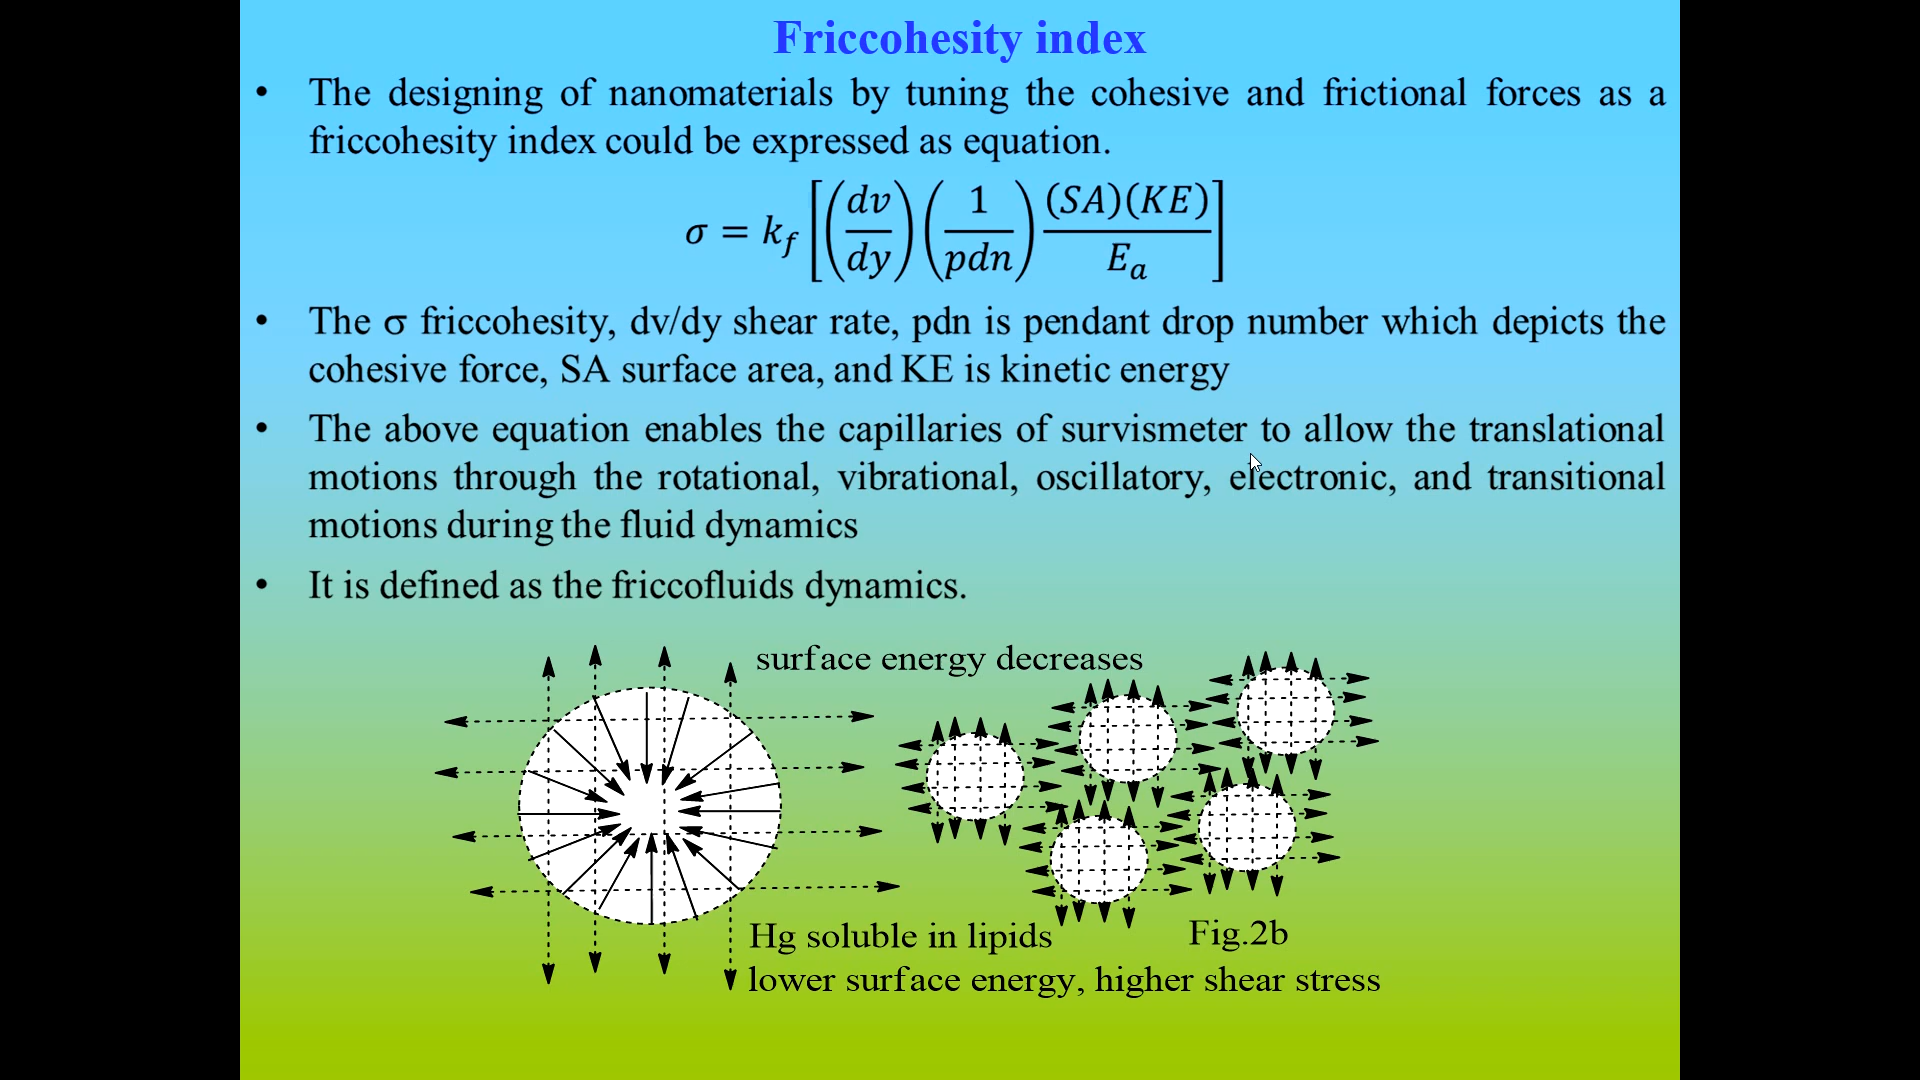 Friccohesity index
• The designing of nanomaterials by tuning the cohesive and frictional forces as a
friccohesity index could be expressed as equation.
σ = k_f [(dv/dy)(1/pdn) (SA)(KE)/E_a]
• The σ friccohesity, dv/dy shear rate, pdn is pendant drop number which depicts the
cohesive force, SA surface area, and KE is kinetic energy
• The above equation enables the capillaries of survismeter to allow the translational
motions through the rotational, vibrational, oscillatory, electronic, and transitional
motions during the fluid dynamics
• It is defined as the friccofluids dynamics.
surface energy decreases
Hg soluble in lipids
Fig.2b
lower surface energy, higher shear stress